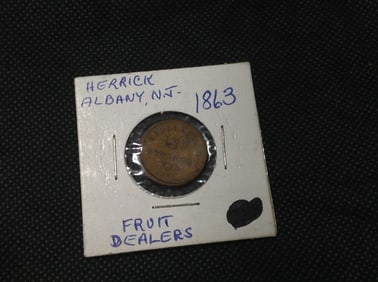 HERRICK
ALBANY, N.J.
1863
FRUIT
DEALERS